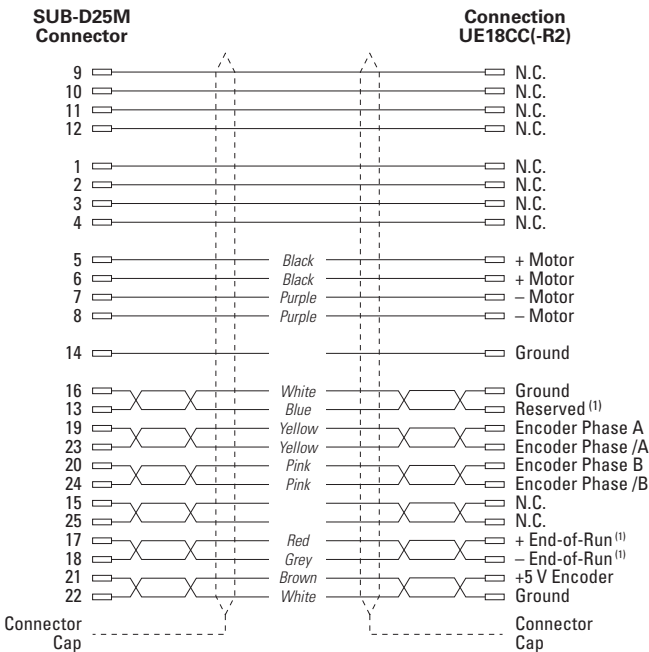 SUB-D25M Connection
Connector UE18CC(-R2)
9 N.C.
10 N.C.
11 N.C.
12 N.C.
1 N.C.
2 N.C.
3 N.C.
4 N.C.
5 Black + Motor
6 Black + Motor
7 Purple – Motor
8 Purple – Motor
14 Ground
16 White Ground
13 Blue Reserved (1)
19 Yellow Encoder Phase A
23 Yellow Encoder Phase /A
20 Pink Encoder Phase B
24 Pink Encoder Phase /B
15 N.C.
25 N.C.
17 Red + End-of-Run (1)
18 Grey – End-of-Run (1)
21 Brown +5 V Encoder
22 White Ground
Connector Connector
Cap Cap